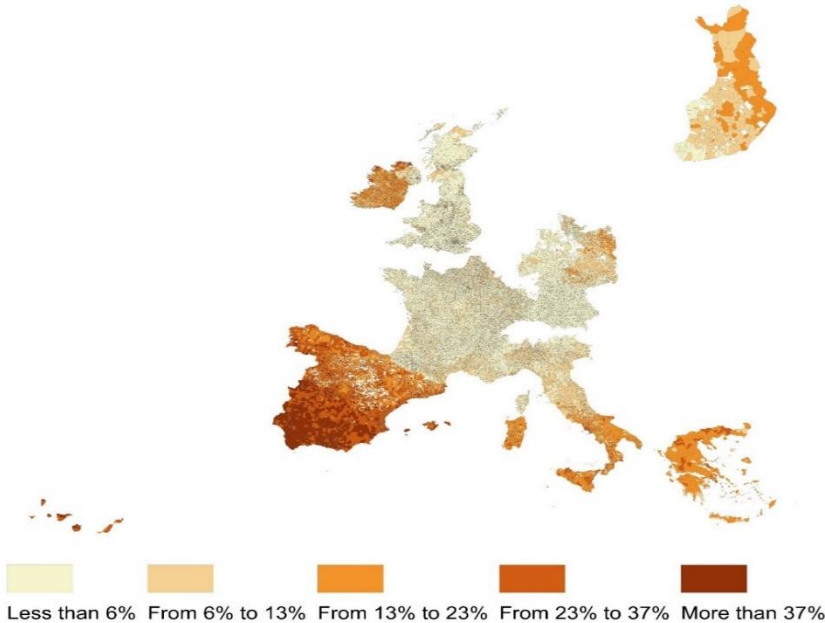 Less than 6% From 6% to 13% From 13% to 23% From 23% to 37% More than 37%